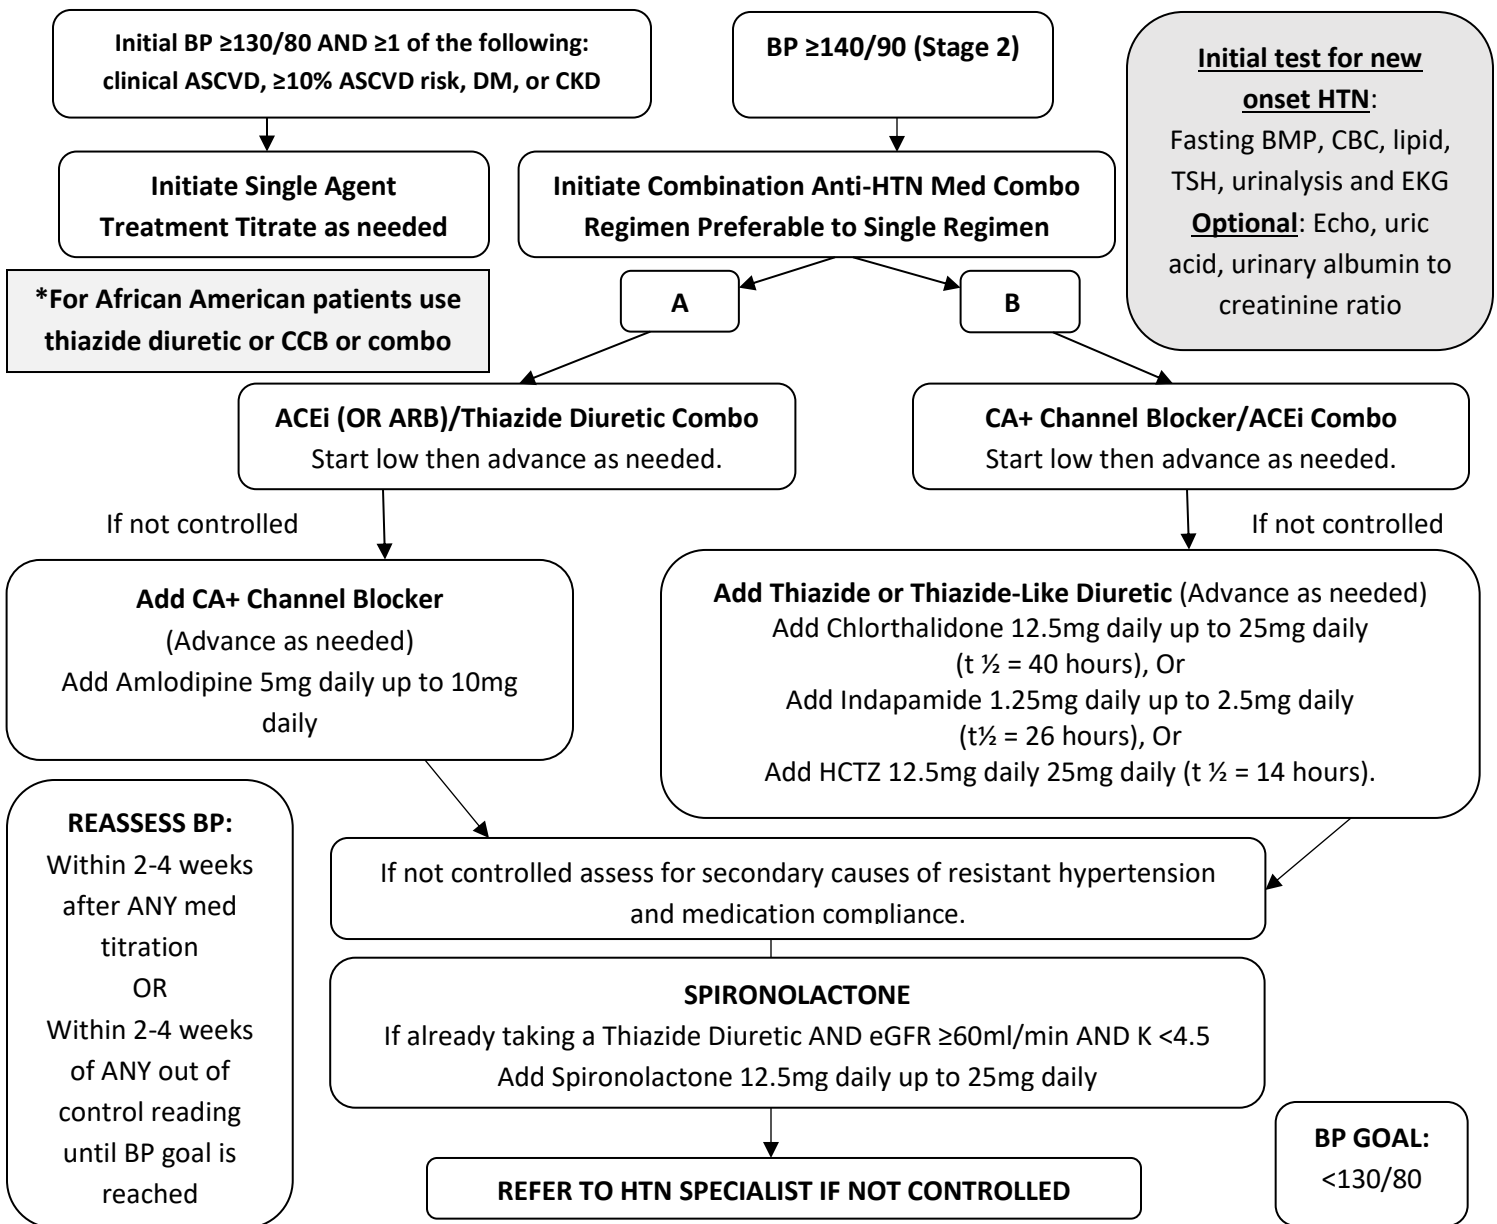 Initial BP ≥130/80 AND ≥1 of the following:
clinical ASCVD, ≥10% ASCVD risk, DM, or CKD
BP ≥140/90 (Stage 2)
Initial test for new
onset HTN:
Fasting BMP, CBC, lipid,
TSH, urinalysis and EKG
Optional: Echo, uric
acid, urinary albumin to
creatinine ratio
Initiate Single Agent
Treatment Titrate as needed
Initiate Combination Anti-HTN Med Combo
Regimen Preferable to Single Regimen
*For African American patients use
thiazide diuretic or CCB or combo
A
B
ACEi (OR ARB)/Thiazide Diuretic Combo
Start low then advance as needed.
CA+ Channel Blocker/ACEi Combo
Start low then advance as needed.
If not controlled
If not controlled
Add CA+ Channel Blocker
(Advance as needed)
Add Amlodipine 5mg daily up to 10mg
daily
Add Thiazide or Thiazide-Like Diuretic (Advance as needed)
Add Chlorthalidone 12.5mg daily up to 25mg daily
(t ½ = 40 hours), Or
Add Indapamide 1.25mg daily up to 2.5mg daily
(t½ = 26 hours), Or
Add HCTZ 12.5mg daily 25mg daily (t ½ = 14 hours).
REASSESS BP:
Within 2-4 weeks
after ANY med
titration
OR
Within 2-4 weeks
of ANY out of
control reading
until BP goal is
reached
If not controlled assess for secondary causes of resistant hypertension
and medication compliance.
SPIRONOLACTONE
If already taking a Thiazide Diuretic AND eGFR ≥60ml/min AND K <4.5
Add Spironolactone 12.5mg daily up to 25mg daily
REFER TO HTN SPECIALIST IF NOT CONTROLLED
BP GOAL:
<130/80